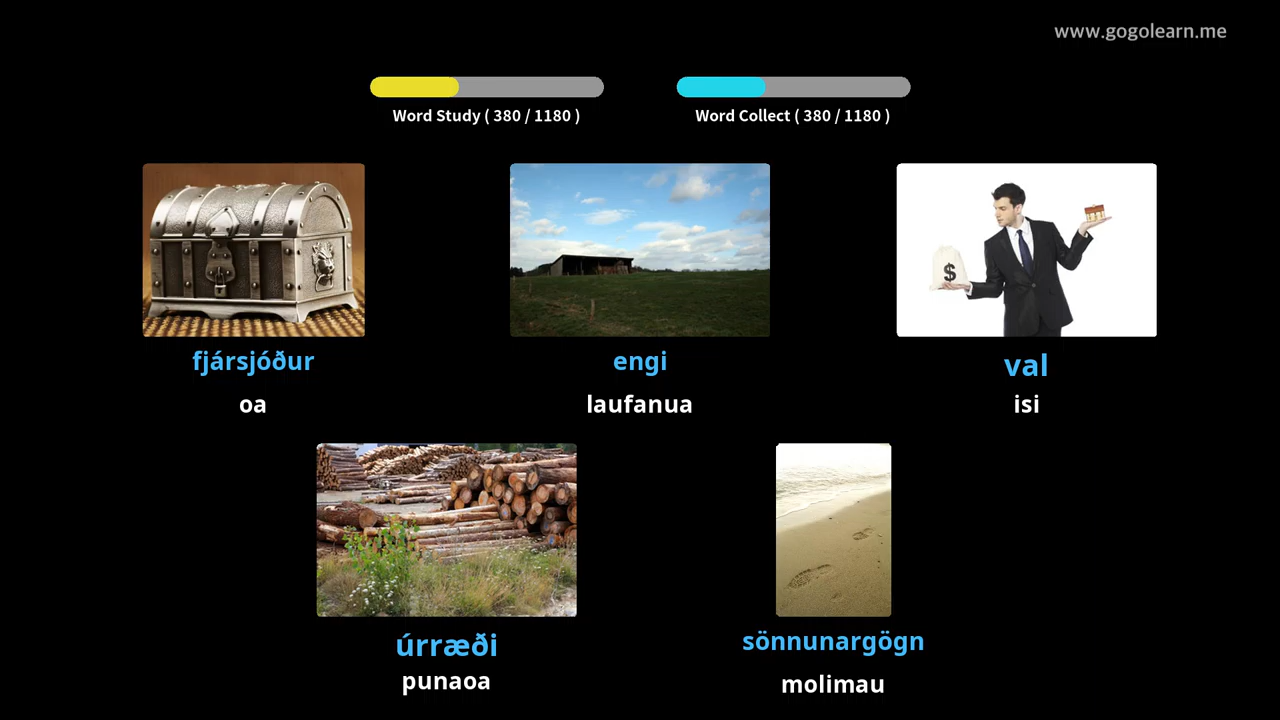 www.gogolearn.me
Word Study ( 380 / 1180 )
Word Collect ( 380 / 1180 )
fjársjóður
engi
val
oa
laufanua
isi
$
úrræði
sönnunargögn
punaoa
molimau